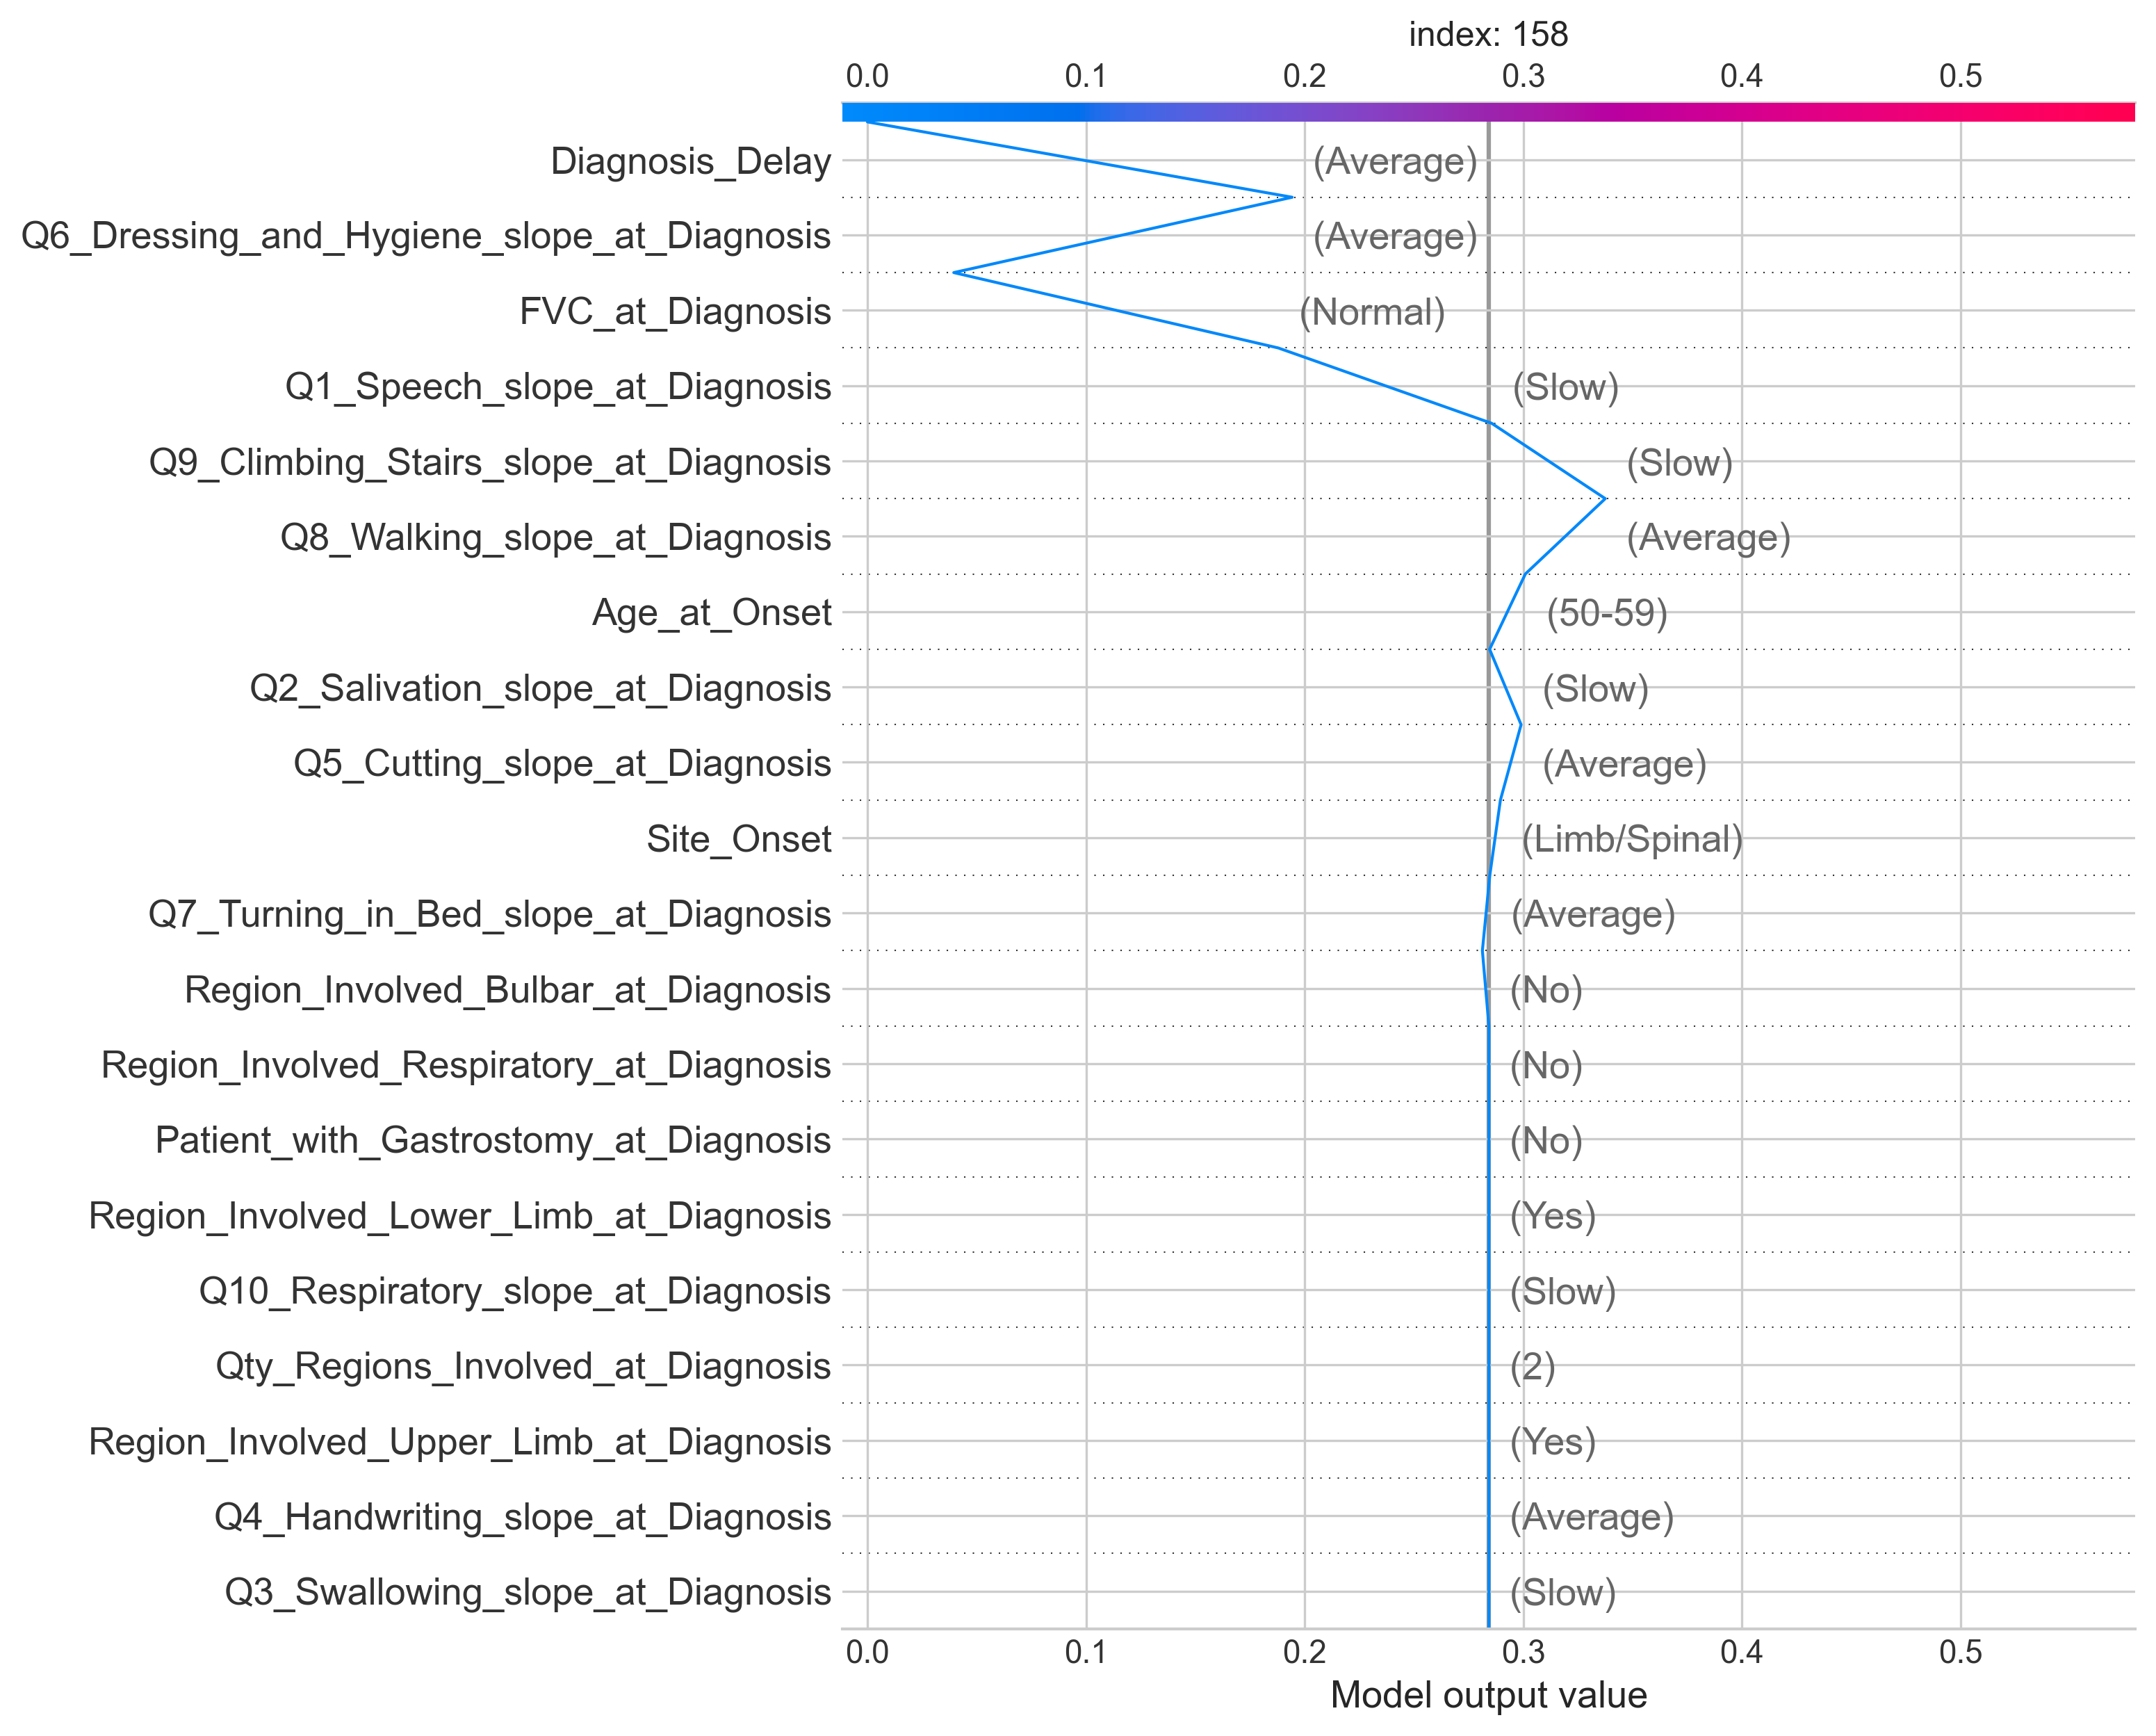 index: 158
0.0 0.1 0.2 0.3 0.4 0.5
Diagnosis_Delay (Average)
Q6_Dressing_and_Hygiene_slope_at_Diagnosis (Average)
FVC_at_Diagnosis (Normal)
Q1_Speech_slope_at_Diagnosis (Slow)
Q9_Climbing_Stairs_slope_at_Diagnosis (Slow)
Q8_Walking_slope_at_Diagnosis (Average)
Age_at_Onset (50-59)
Q2_Salivation_slope_at_Diagnosis (Slow)
Q5_Cutting_slope_at_Diagnosis (Average)
Site_Onset (Limb/Spinal)
Q7_Turning_in_Bed_slope_at_Diagnosis (Average)
Region_Involved_Bulbar_at_Diagnosis (No)
Region_Involved_Respiratory_at_Diagnosis (No)
Patient_with_Gastrostomy_at_Diagnosis (No)
Region_Involved_Lower_Limb_at_Diagnosis (Yes)
Q10_Respiratory_slope_at_Diagnosis (Slow)
Qty_Regions_Involved_at_Diagnosis (2)
Region_Involved_Upper_Limb_at_Diagnosis (Yes)
Q4_Handwriting_slope_at_Diagnosis (Average)
Q3_Swallowing_slope_at_Diagnosis (Slow)
0.0 0.1 0.2 0.3 0.4 0.5
Model output value